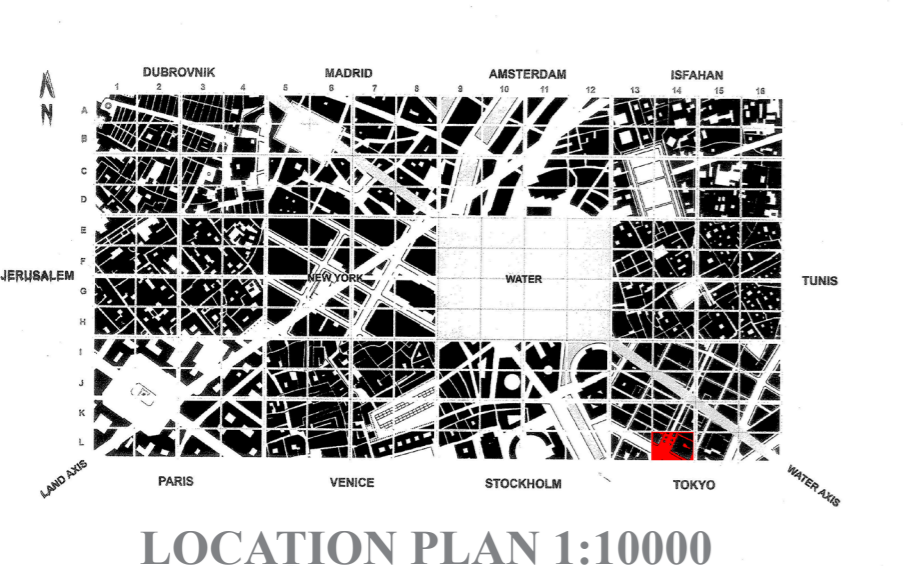 DUBROVNIK MADRID AMSTERDAM ISFAHAN
1 2 3 4 5 6 7 8 9 10 11 12 13 14 15 16
N
A
B
C
D
E
F
JERUSALEM NEW YORK WATER TUNIS
G
H
I
J
K
L
LAND AXIS
WATER AXIS
PARIS VENICE STOCKHOLM TOKYO
LOCATION PLAN 1:10000